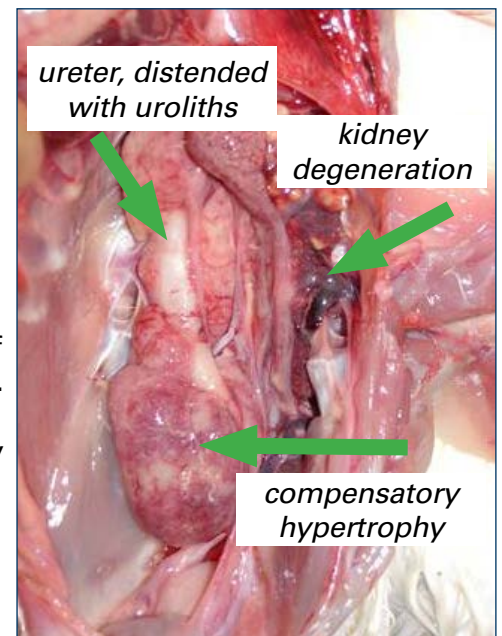 ureter, distended
with uroliths
kidney
degeneration
compensatory
hypertrophy